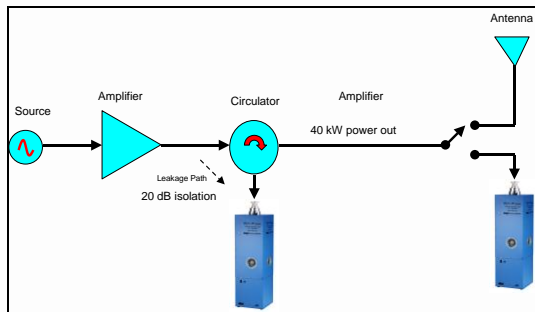 Antenna
Source
Amplifier
Circulator
Amplifier
40 kW power out
Leakage Path
20 dB isolation